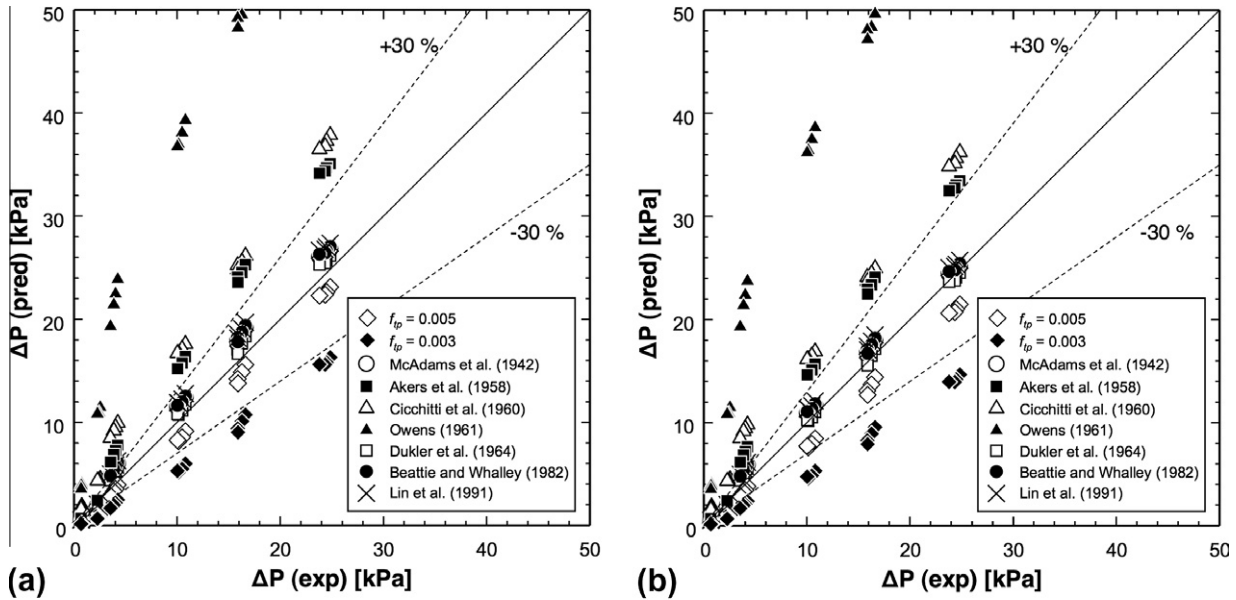 50
40
30
20
10
0
ΔP (pred) [kPa]
+30 %
-30 %
f_tp = 0.005
f_tp = 0.003
McAdams et al. (1942)
Akers et al. (1958)
Cicchitti et al. (1960)
Owens (1961)
Dukler et al. (1964)
Beattie and Whalley (1982)
Lin et al. (1991)
0 10 20 30 40 50
ΔP (exp) [kPa]
(a)
50
40
30
20
10
0
ΔP (pred) [kPa]
+30 %
-30 %
f_tp = 0.005
f_tp = 0.003
McAdams et al. (1942)
Akers et al. (1958)
Cicchitti et al. (1960)
Owens (1961)
Dukler et al. (1964)
Beattie and Whalley (1982)
Lin et al. (1991)
0 10 20 30 40 50
ΔP (exp) [kPa]
(b)